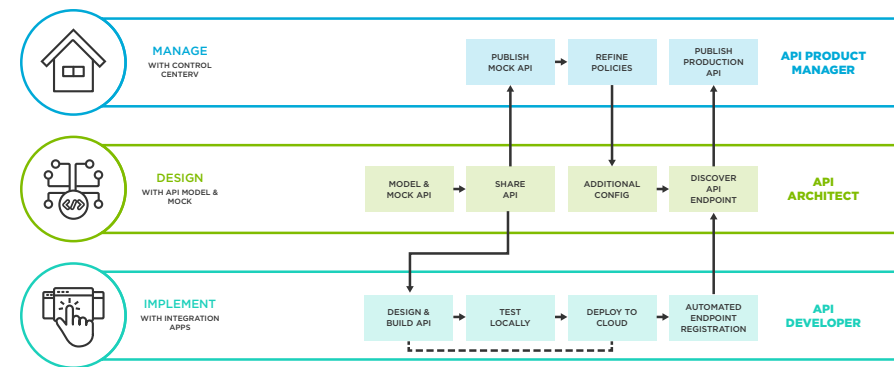 MANAGE
WITH CONTROL
CENTERV
PUBLISH
MOCK API
REFINE
POLICIES
PUBLISH
PRODUCTION
API
API PRODUCT
MANAGER
DESIGN
WITH API MODEL &
MOCK
MODEL &
MOCK API
SHARE
API
ADDITIONAL
CONFIG
DISCOVER
API
ENDPOINT
API
ARCHITECT
</>
IMPLEMENT
WITH INTEGRATION
APPS
DESIGN &
BUILD API
TEST
LOCALLY
DEPLOY TO
CLOUD
AUTOMATED
ENDPOINT
REGISTRATION
API
DEVELOPER